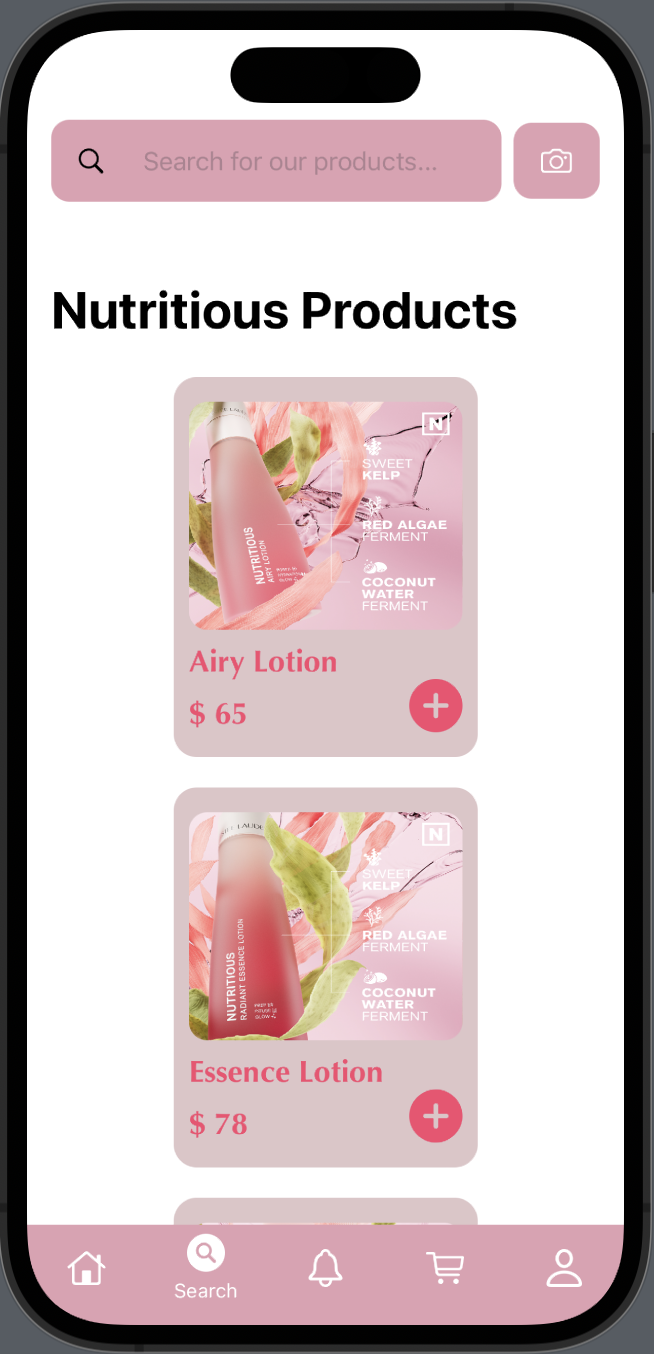 Search for our products...
Nutritious Products
N
SWEET
KELP
RED ALGAE
FERMENT
COCONUT
WATER
FERMENT
NUTRITIOUS
AIRY LOTION
Airy Lotion
$ 65
N
SWEET
KELP
RED ALGAE
FERMENT
COCONUT
WATER
FERMENT
NUTRITIOUS
RADIANT ESSENCE LOTION
Essence Lotion
$ 78
Search